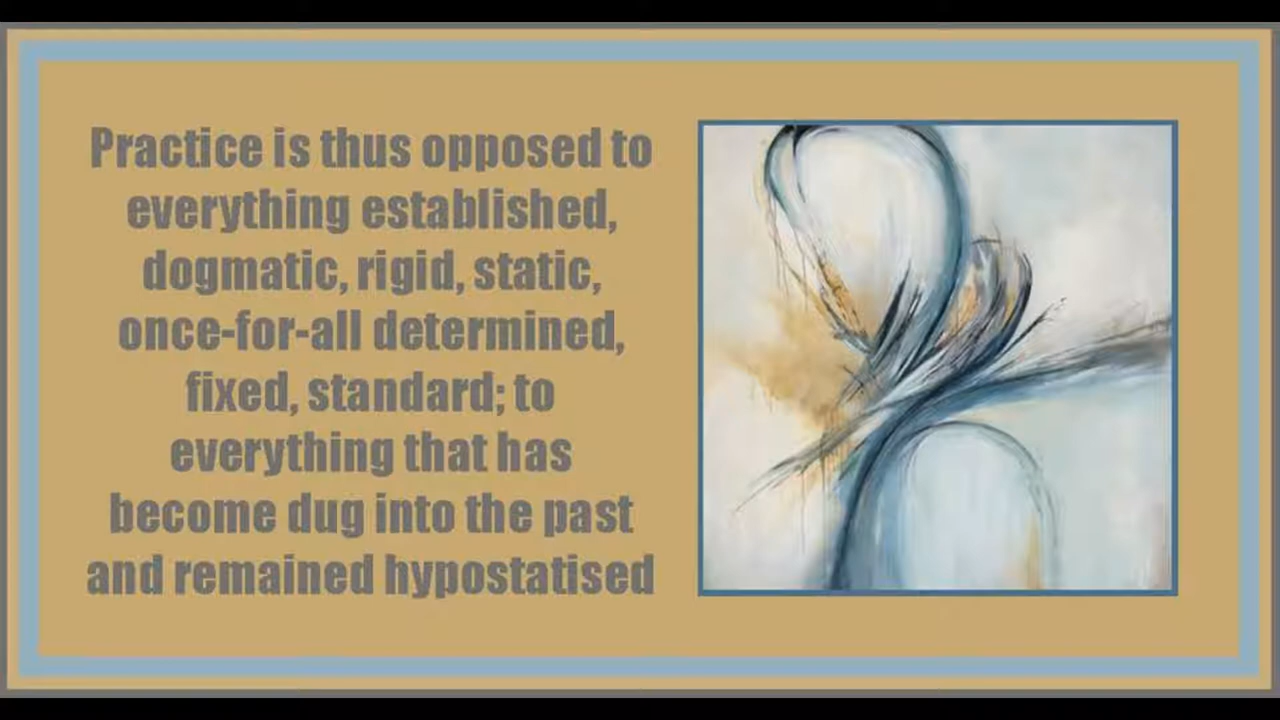 Practice is thus opposed to
everything established,
dogmatic, rigid, static,
once-for-all determined,
fixed, standard; to
everything that has
become dug into the past
and remained hypostatised